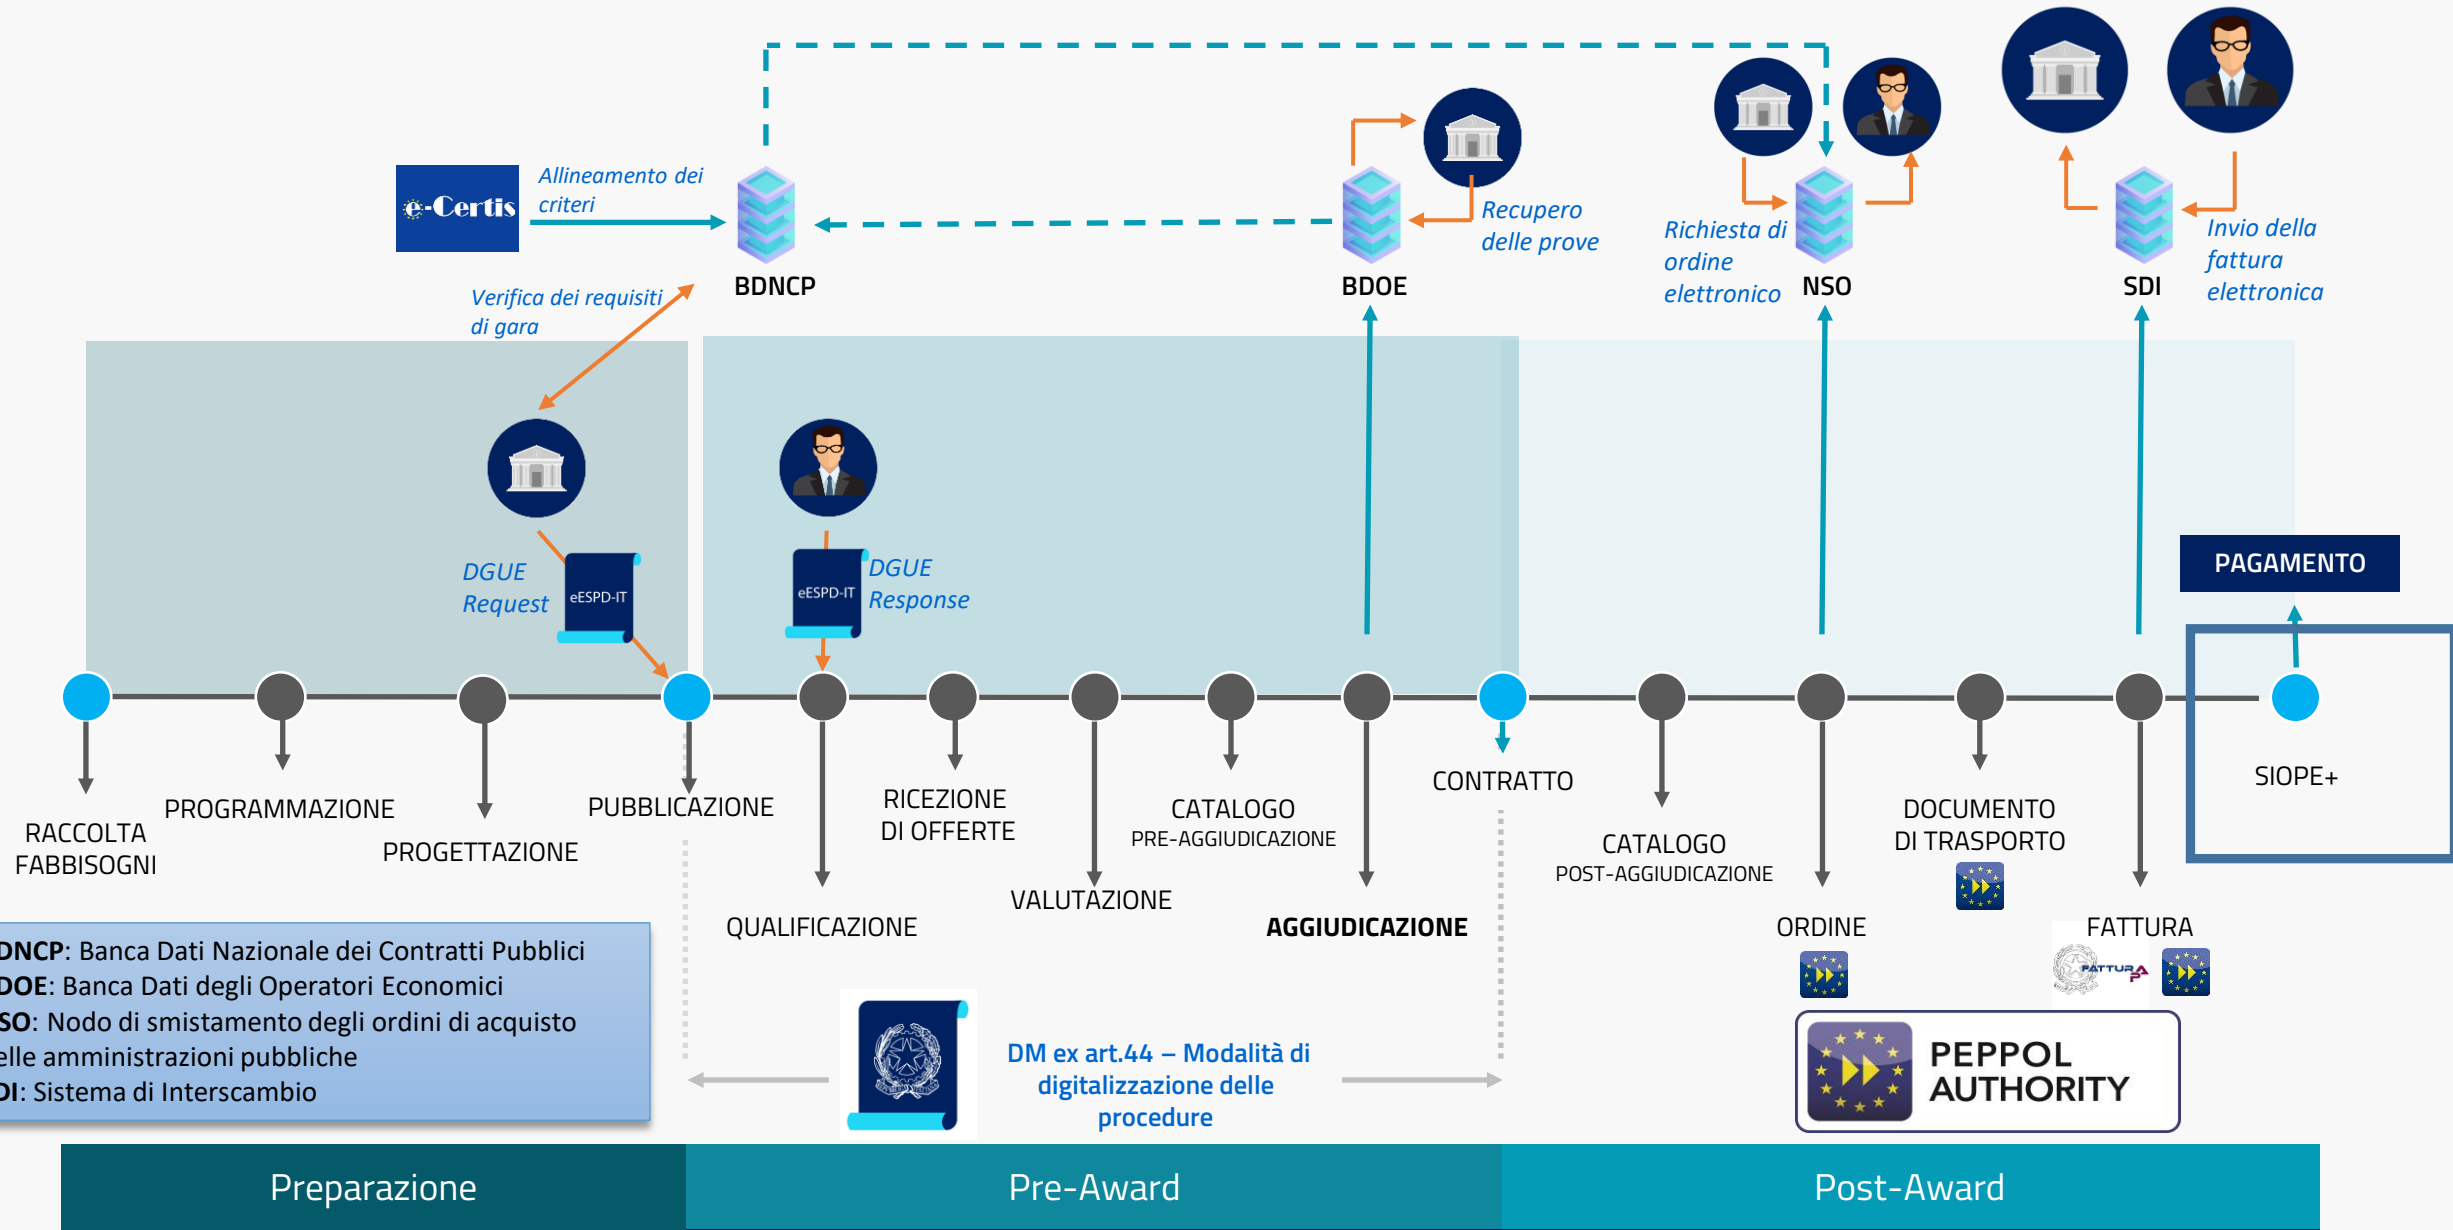 e-Certis
Allineamento dei
criteri
BDNCP
Verifica dei requisiti
di gara
BDOE
Recupero
delle prove
Richiesta di
ordine
elettronico
NSO
SDI
Invio della
fattura
elettronica
DGUE
Request
eESPD-IT
eESPD-IT
DGUE
Response
PAGAMENTO
RACCOLTA
FABBISOGNI
PROGRAMMAZIONE
PROGETTAZIONE
PUBBLICAZIONE
QUALIFICAZIONE
RICEZIONE
DI OFFERTE
VALUTAZIONE
CATALOGO
PRE-AGGIUDICAZIONE
AGGIUDICAZIONE
CONTRATTO
CATALOGO
POST-AGGIUDICAZIONE
ORDINE
DOCUMENTO
DI TRASPORTO
FATTURA
FATTURA
PA
SIOPE+
DNCP: Banca Dati Nazionale dei Contratti Pubblici
DOE: Banca Dati degli Operatori Economici
SO: Nodo di smistamento degli ordini di acquisto
elle amministrazioni pubbliche
DI: Sistema di Interscambio
DM ex art.44 – Modalità di
digitalizzazione delle
procedure
PEPPOL
AUTHORITY
Preparazione
Pre-Award
Post-Award